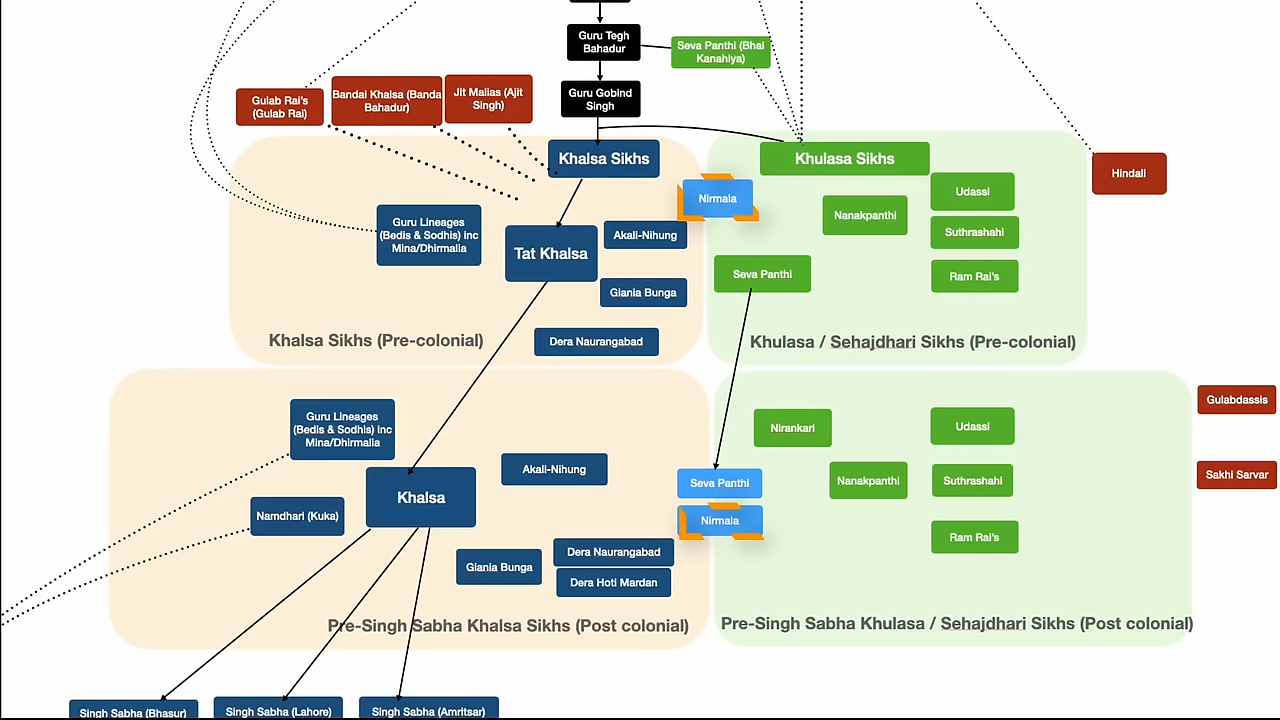 Guru Tegh
Bahadur
Seva Panthi (Bhai
Kanahiya)
Guru Gobind
Singh
Gulab Rai's
(Gulab Rai)
Bandai Khalsa (Banda
Bahadur)
Jit Mallas (Ajit
Singh)
Khalsa Sikhs
Khulasa Sikhs
Hindali
Nirmala
Udassi
Nanakpanthi
Suthrashahi
Guru Lineages
(Bedis & Sodhis) inc
Mina/Dhirmalia
Tat Khalsa
Akali-Nihung
Seva Panthi
Ram Rai's
Giania Bunga
Dera Naurangabad
Khalsa Sikhs (Pre-colonial)
Khulasa / Sehajdhari Sikhs (Pre-colonial)
Guru Lineages
(Bedis & Sodhis) inc
Mina/Dhirmalia
Gulabdassis
Nirankari
Udassi
Akali-Nihung
Sakhi Sarvar
Khalsa
Seva Panthi
Nanakpanthi
Suthrashahi
Namdhari (Kuka)
Nirmala
Ram Rai's
Giania Bunga
Dera Naurangabad
Dera Hoti Mardan
Pre-Singh Sabha Khalsa Sikhs (Post colonial)
Pre-Singh Sabha Khulasa / Sehajdhari Sikhs (Post colonial)
Singh Sabha (Bhasur)
Singh Sabha (Lahore)
Singh Sabha (Amritsar)